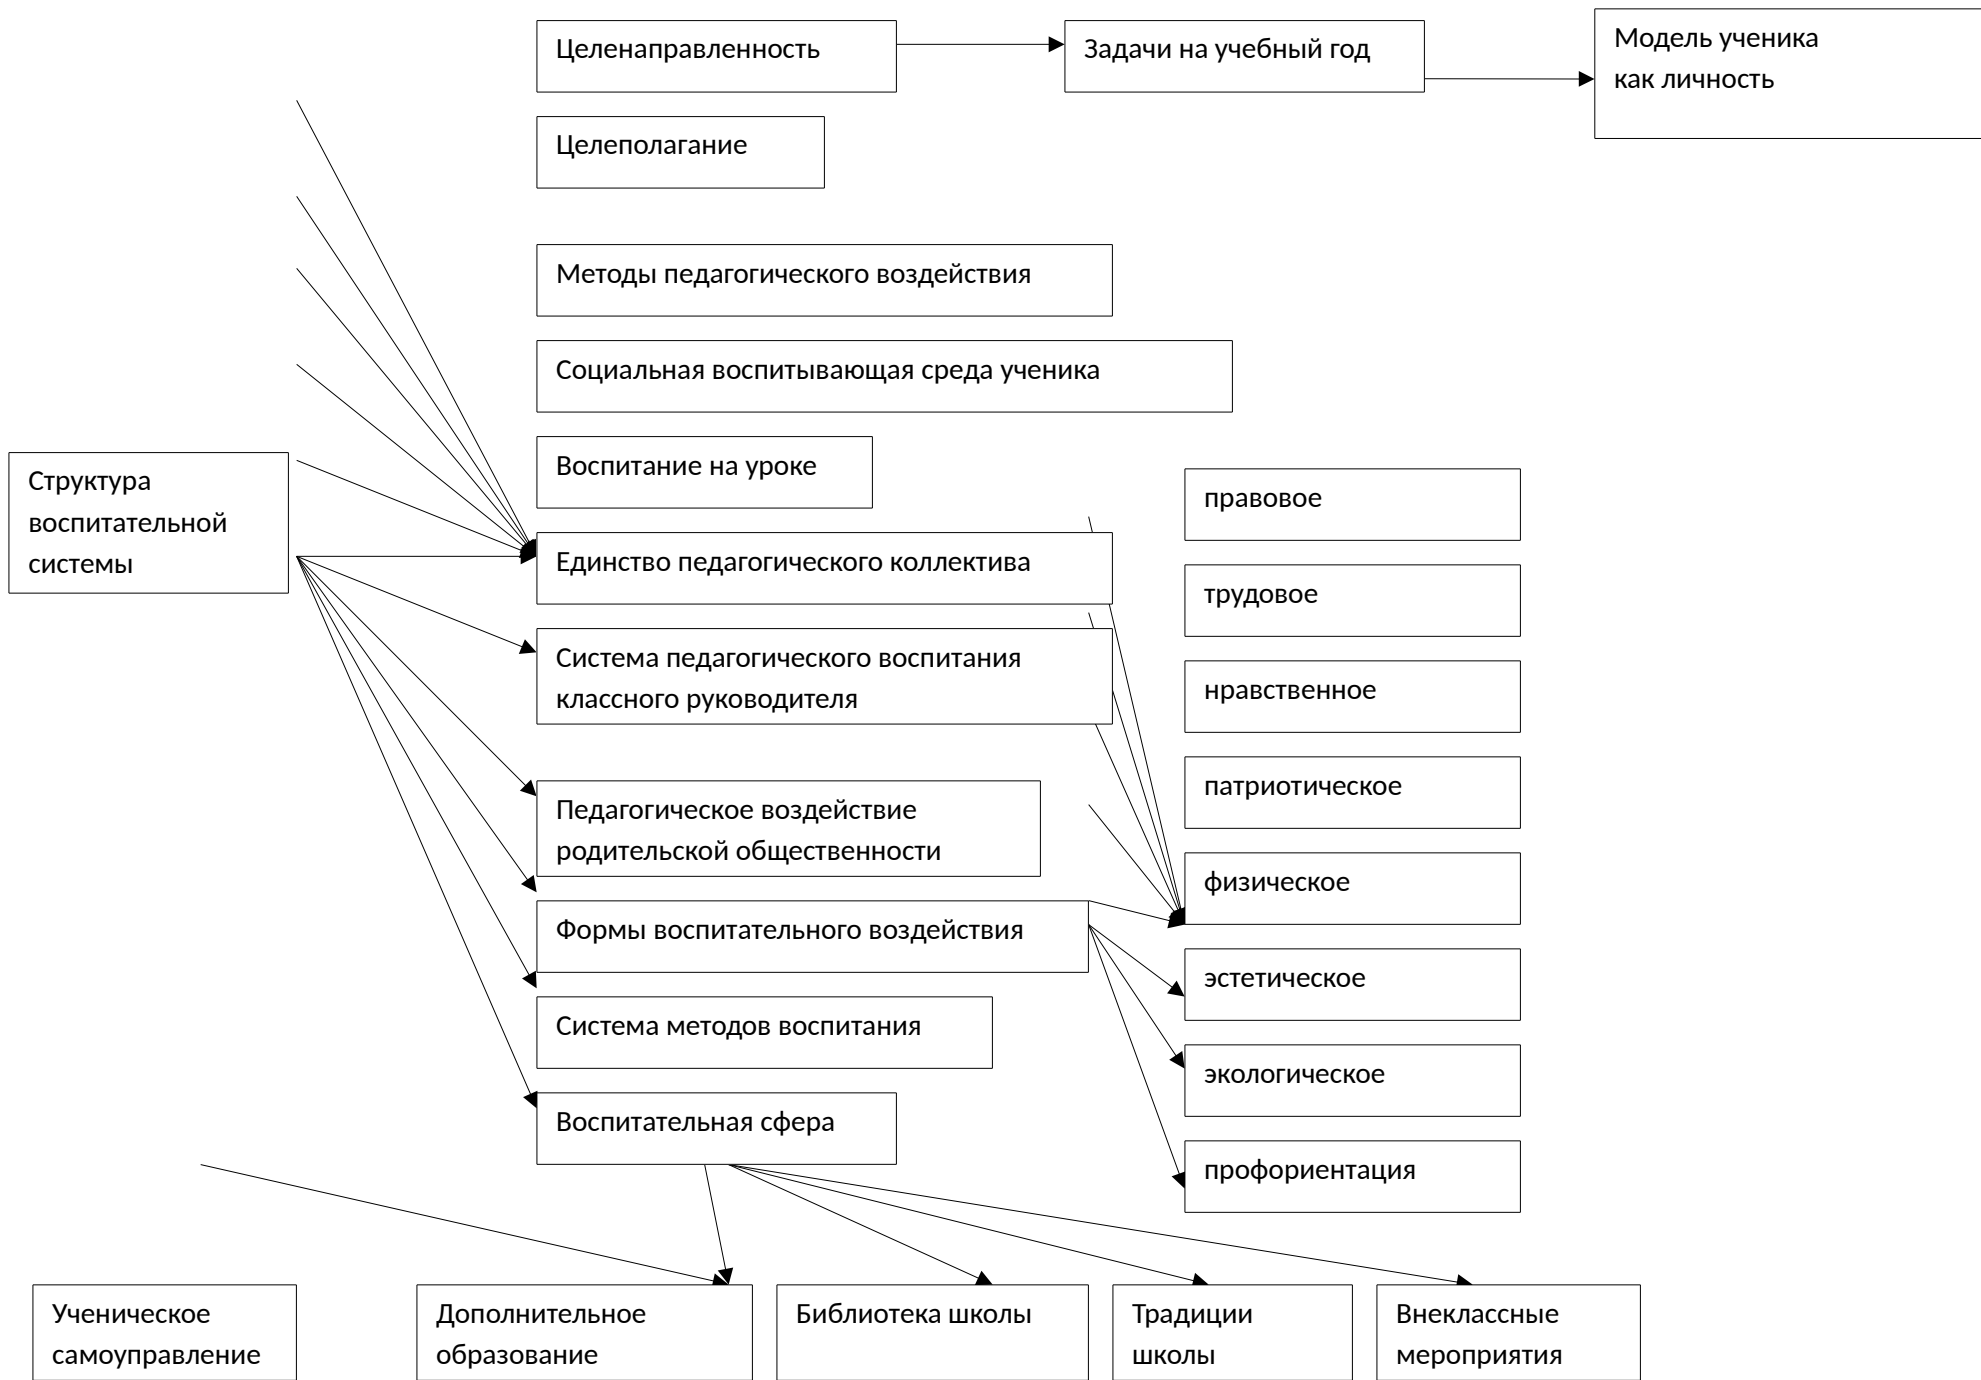 Целенаправленность
Задачи на учебный год
Модель ученика
как личность
Целеполагание
Методы педагогического воздействия
Социальная воспитывающая среда ученика
Воспитание на уроке
Структура
воспитательной
системы
Единство педагогического коллектива
Система педагогического воспитания
классного руководителя
Педагогическое воздействие
родительской общественности
Формы воспитательного воздействия
Система методов воспитания
Воспитательная сфера
правовое
трудовое
нравственное
патриотическое
физическое
эстетическое
экологическое
профориентация
Ученическое
самоуправление
Дополнительное
образование
Библиотека школы
Традиции
школы
Внеклассные
мероприятия